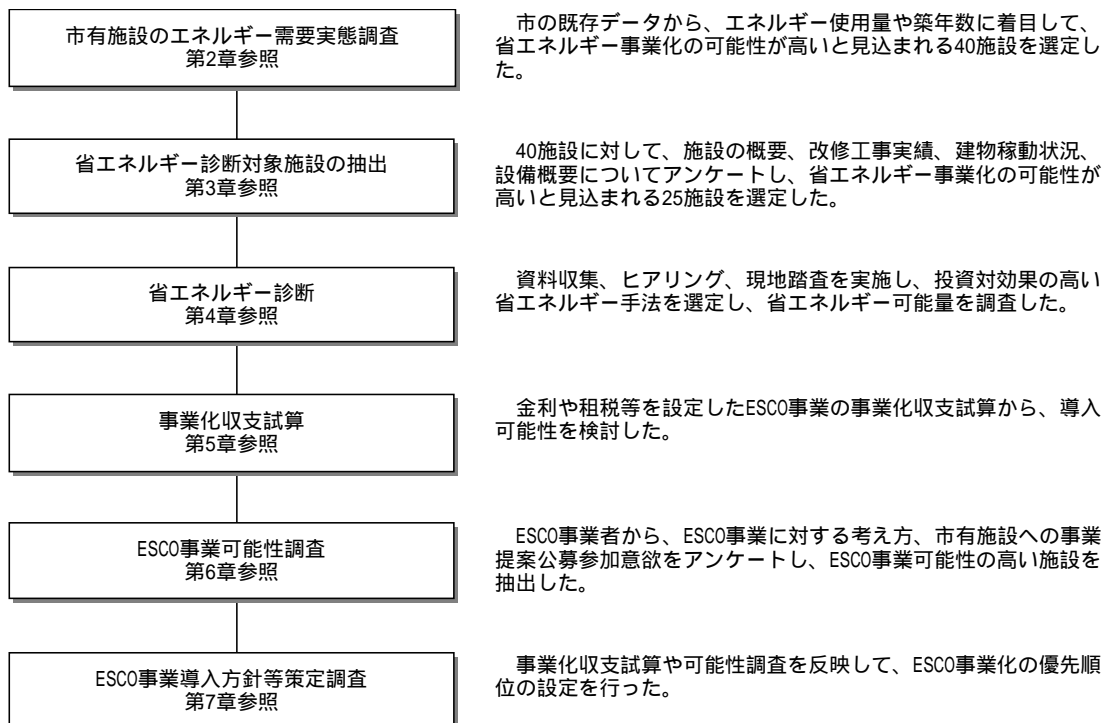 市有施設のエネルギー需要実態調査
第2章参照
市の既存データから、エネルギー使用量や築年数に着目して、
省エネルギー事業化の可能性が高いと見込まれる40施設を選定し
た。
省エネルギー診断対象施設の抽出
第3章参照
40施設に対して、施設の概要、改修工事実績、建物稼動状況、
設備概要についてアンケートし、省エネルギー事業化の可能性が
高いと見込まれる25施設を選定した。
省エネルギー診断
第4章参照
資料収集、ヒアリング、現地踏査を実施し、投資対効果の高い
省エネルギー手法を選定し、省エネルギー可能量を調査した。
事業化収支試算
第5章参照
金利や租税等を設定したESCO事業の事業化収支試算から、導入
可能性を検討した。
ESCO事業可能性調査
第6章参照
ESCO事業者から、ESCO事業に対する考え方、市有施設への事業
提案公募参加意欲をアンケートし、ESCO事業可能性の高い施設を
抽出した。
ESCO事業導入方針等策定調査
第7章参照
事業化収支試算や可能性調査を反映して、ESCO事業化の優先順
位の設定を行った。